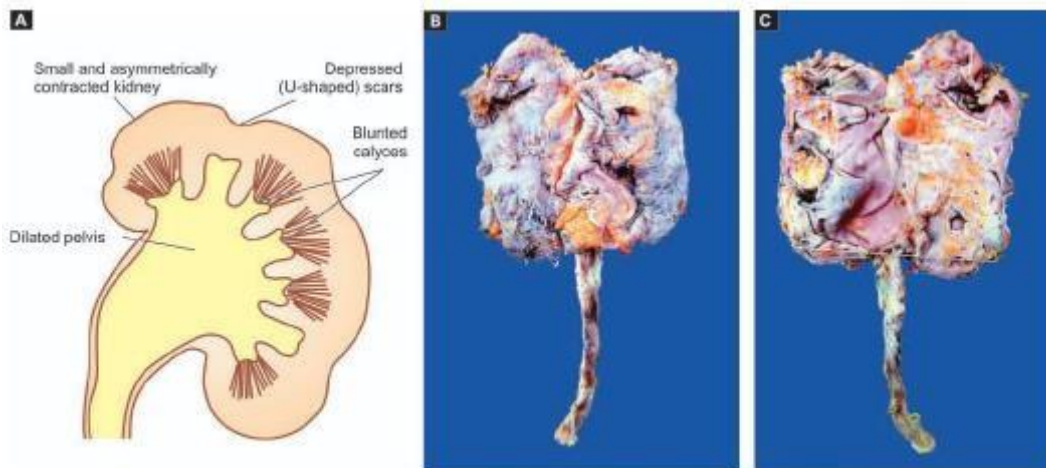 A
B
C
Small and asymmetrically
contracted kidney
Depressed
(U-shaped) scars
Blunted
calyces
Dilated pelvis